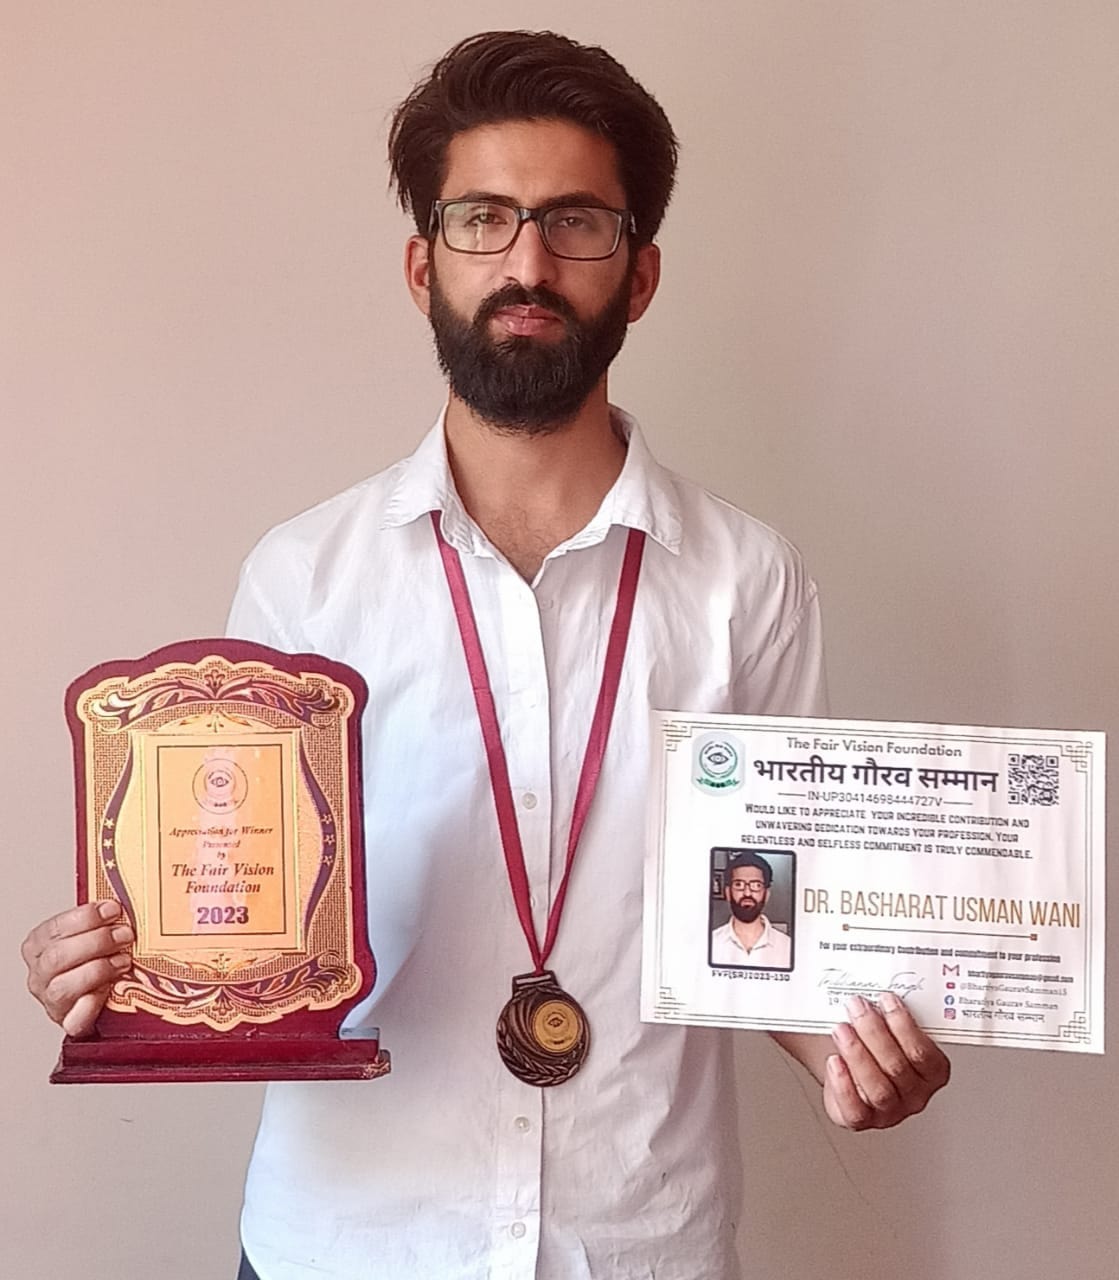 Appreciation for Winner
Presented
by
The Fair Vision
Foundation
2023
The Fair Vision Foundation
भारतीय गौरव सम्मान
IN-UP30414698444727V
WOULD LIKE TO APPRECIATE YOUR INCREDIBLE CONTRIBUTION AND
UNWAVERING DEDICATION TOWARDS YOUR PROFESSION. YOUR
RELENTLESS AND SELFLESS COMMITMENT IS TRULY COMMENDABLE.
DR. BASHARAT USMAN WANI
For your extraordinary Contribution and commitment to your profession
FVF(SR)2023-130
@BhartiyaGauravSamman15
Bharatiya Gaurav Samman
भारतीय गौरव सम्मान